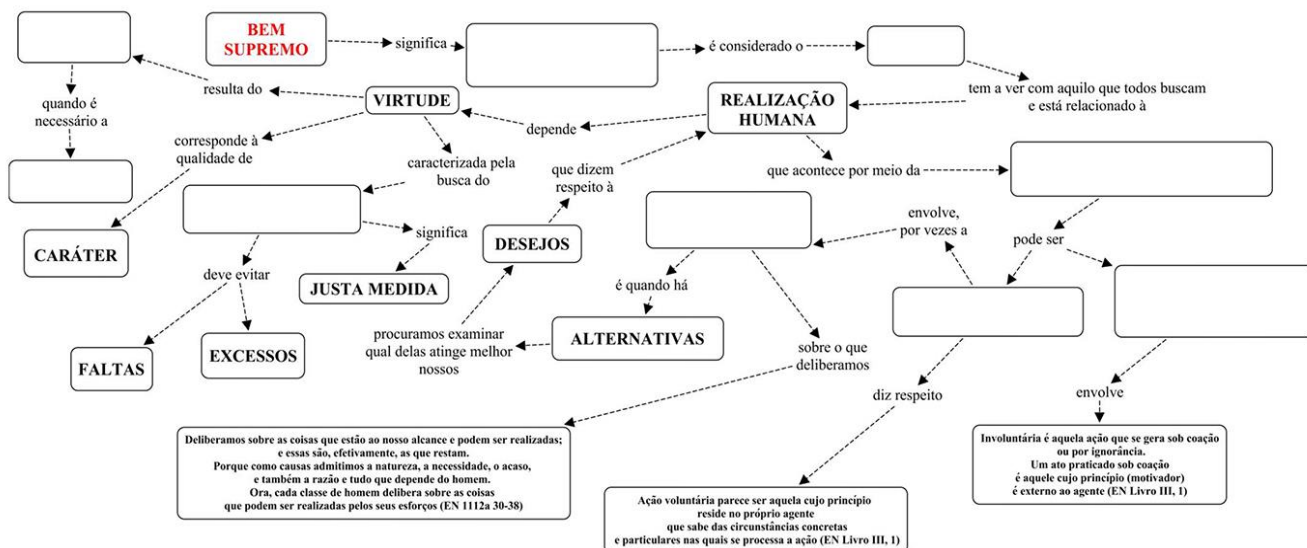 BEM
SUPREMO
significa
é considerado o
tem a ver com aquilo que todos buscam
e está relacionado à
REALIZAÇÃO
HUMANA
depende
VIRTUDE
resulta do
quando é
necessário a
corresponde à
qualidade de
CARÁTER
caracterizada pela
busca do
significa
JUSTA MEDIDA
deve evitar
FALTAS
EXCESSOS
que acontece por meio da
pode ser
envolve,
por vezes a
é quando há
ALTERNATIVAS
procuramos examinar
qual delas atinge melhor
nossos
DESEJOS
que dizem
respeito à
sobre o que
deliberamos
Deliberamos sobre as coisas que estão ao nosso alcance e podem ser realizadas;
e essas são, efetivamente, as que restam.
Porque como causas admitimos a natureza, a necessidade, o acaso,
e também a razão e tudo que depende do homem.
Ora, cada classe de homem delibera sobre as coisas
que podem ser realizadas pelos seus esforços (EN 1112a 30-38)
diz respeito
Ação voluntária parece ser aquela cujo princípio
reside no próprio agente
que sabe das circunstâncias concretas
e particulares nas quais se processa a ação (EN Livro III, 1)
envolve
Involuntária é aquela ação que se gera sob coação
ou por ignorância.
Um ato praticado sob coação
é aquele cujo princípio (motivador)
é externo ao agente (EN Livro III, 1)